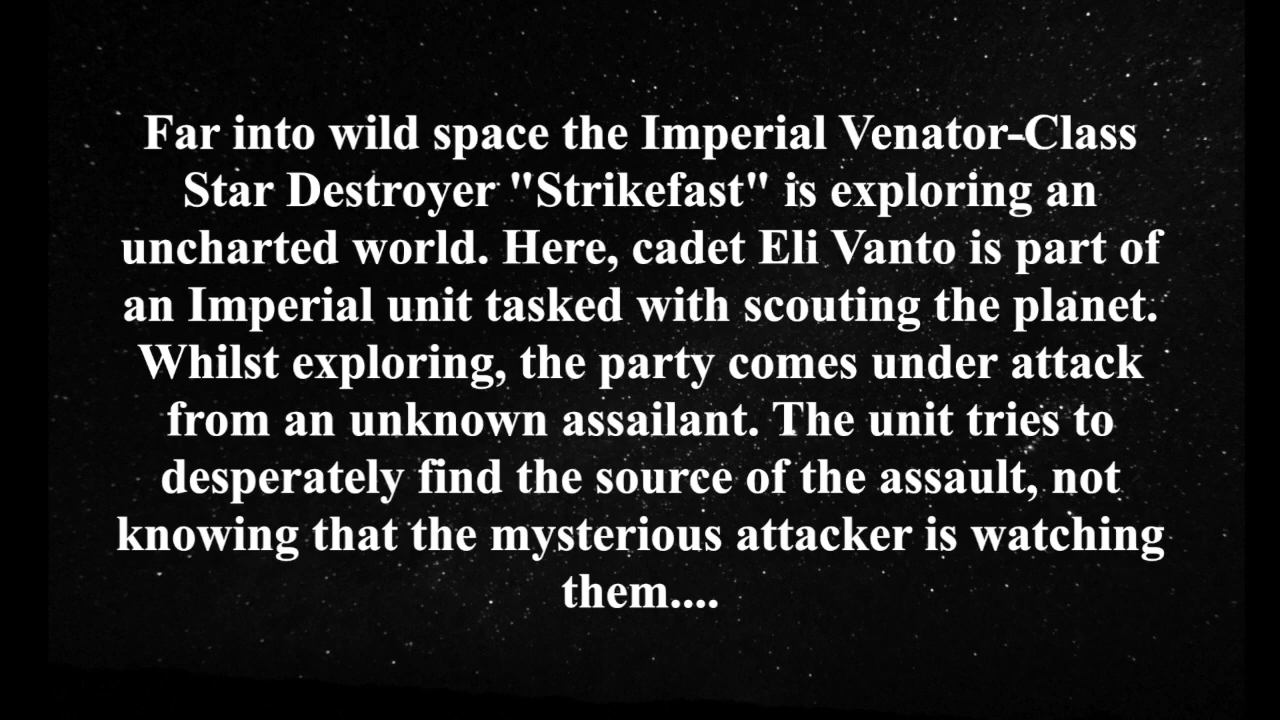 Far into wild space the Imperial Venator-Class
Star Destroyer "Strikefast" is exploring an
uncharted world. Here, cadet Eli Vanto is part of
an Imperial unit tasked with scouting the planet.
Whilst exploring, the party comes under attack
from an unknown assailant. The unit tries to
desperately find the source of the assault, not
knowing that the mysterious attacker is watching
them....